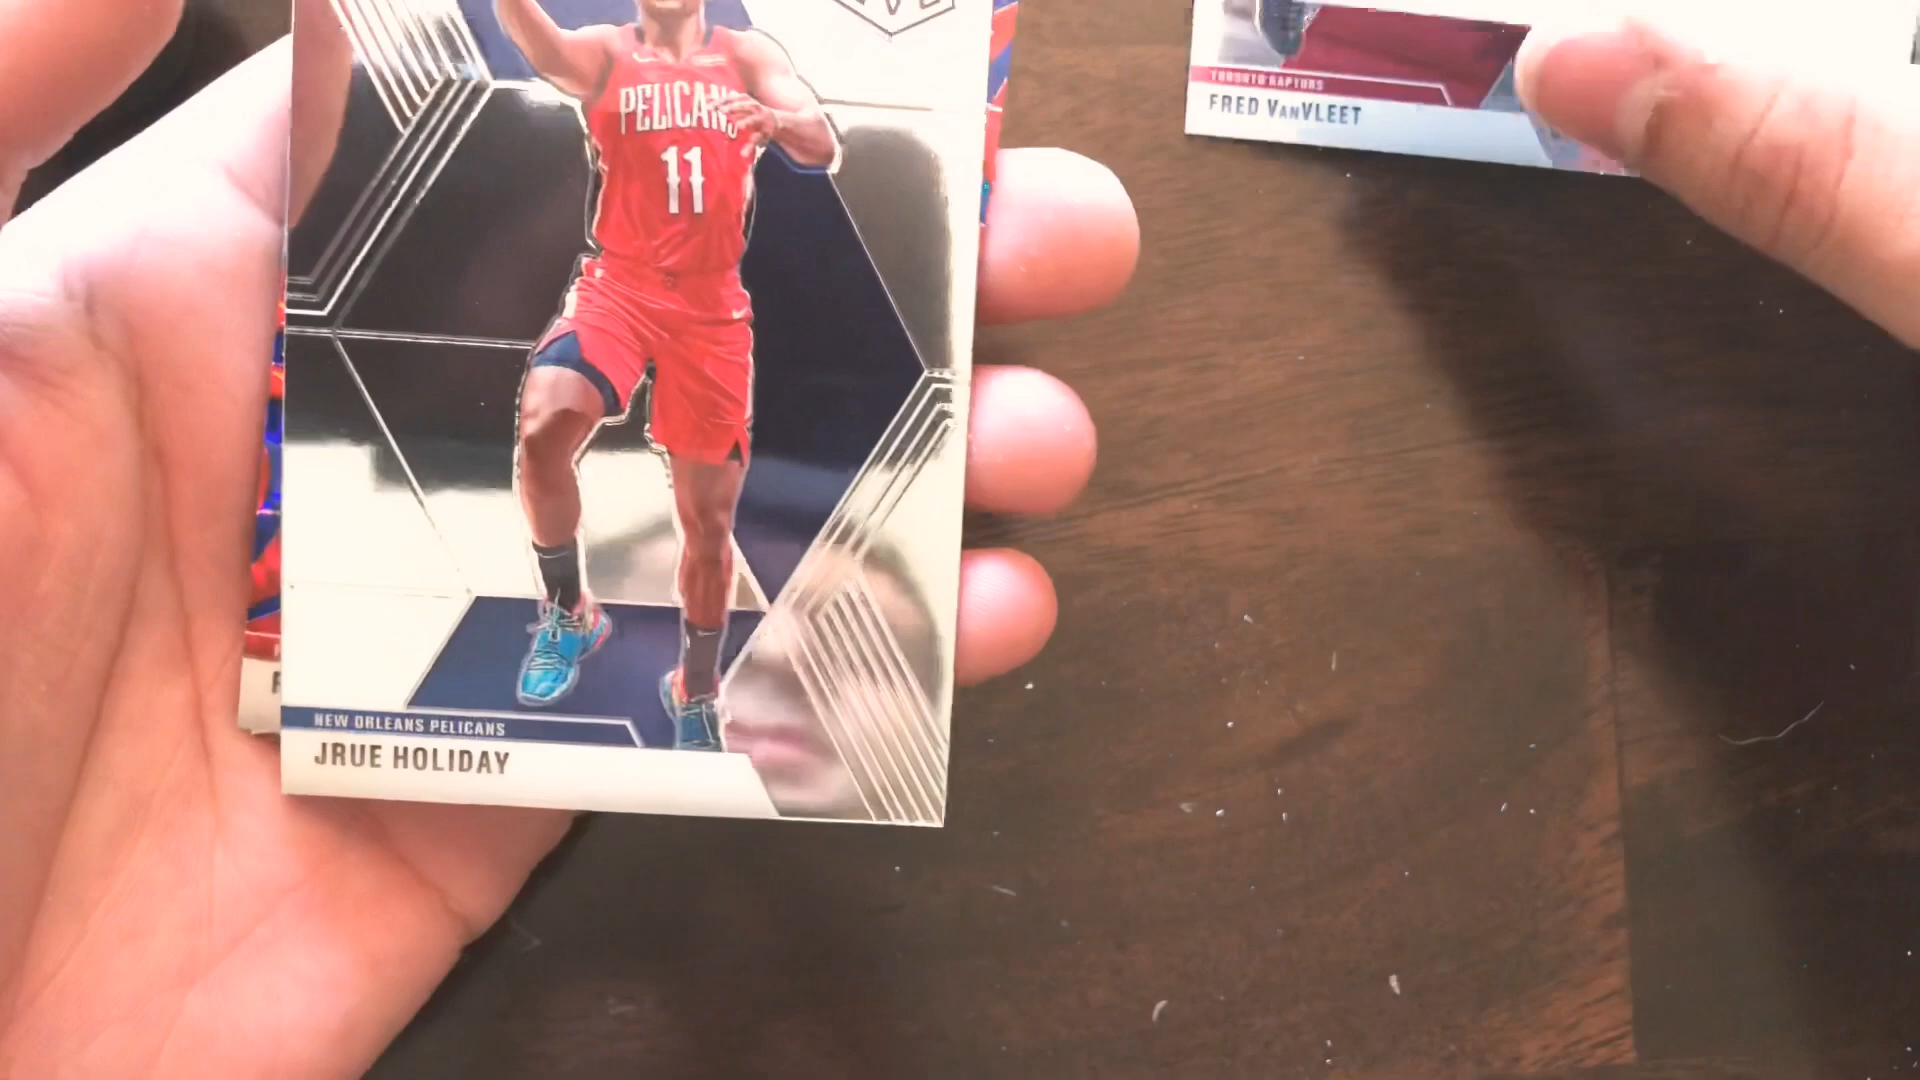 PELICANS
11
NEW ORLEANS PELICANS
JRUE HOLIDAY
TORONTO RAPTORS
FRED VANVLEET